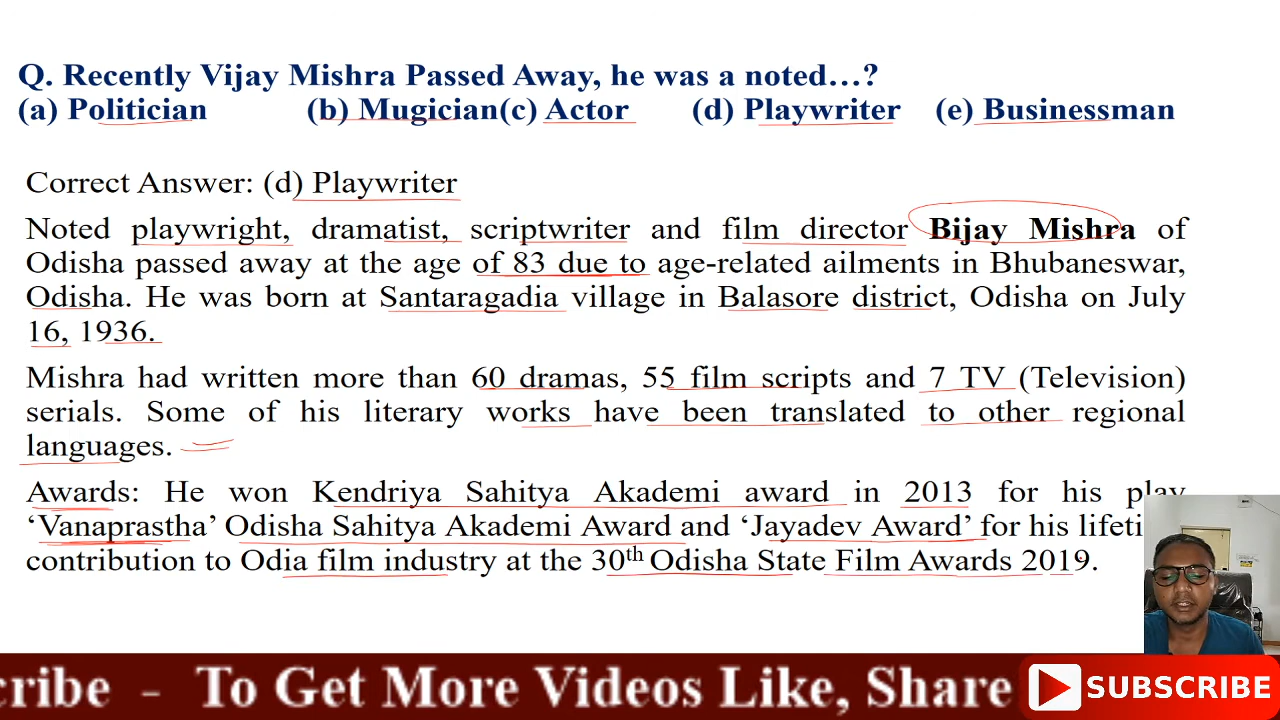 Q. Recently Vijay Mishra Passed Away, he was a noted…?
(a) Politician (b) Mugician(c) Actor (d) Playwriter (e) Businessman
Correct Answer: (d) Playwriter
Noted playwright, dramatist, scriptwriter and film director Bijay Mishra of
Odisha passed away at the age of 83 due to age-related ailments in Bhubaneswar,
Odisha. He was born at Santaragadia village in Balasore district, Odisha on July
16, 1936.
Mishra had written more than 60 dramas, 55 film scripts and 7 TV (Television)
serials. Some of his literary works have been translated to other regional
languages.
Awards: He won Kendriya Sahitya Akademi award in 2013 for his play
‘Vanaprastha’ Odisha Sahitya Akademi Award and ‘Jayadev Award’ for his
contribution to Odia film industry at the 30th Odisha State Film Awards 2019.
cribe - To Get More Videos Like, Share
SUBSCRIBE